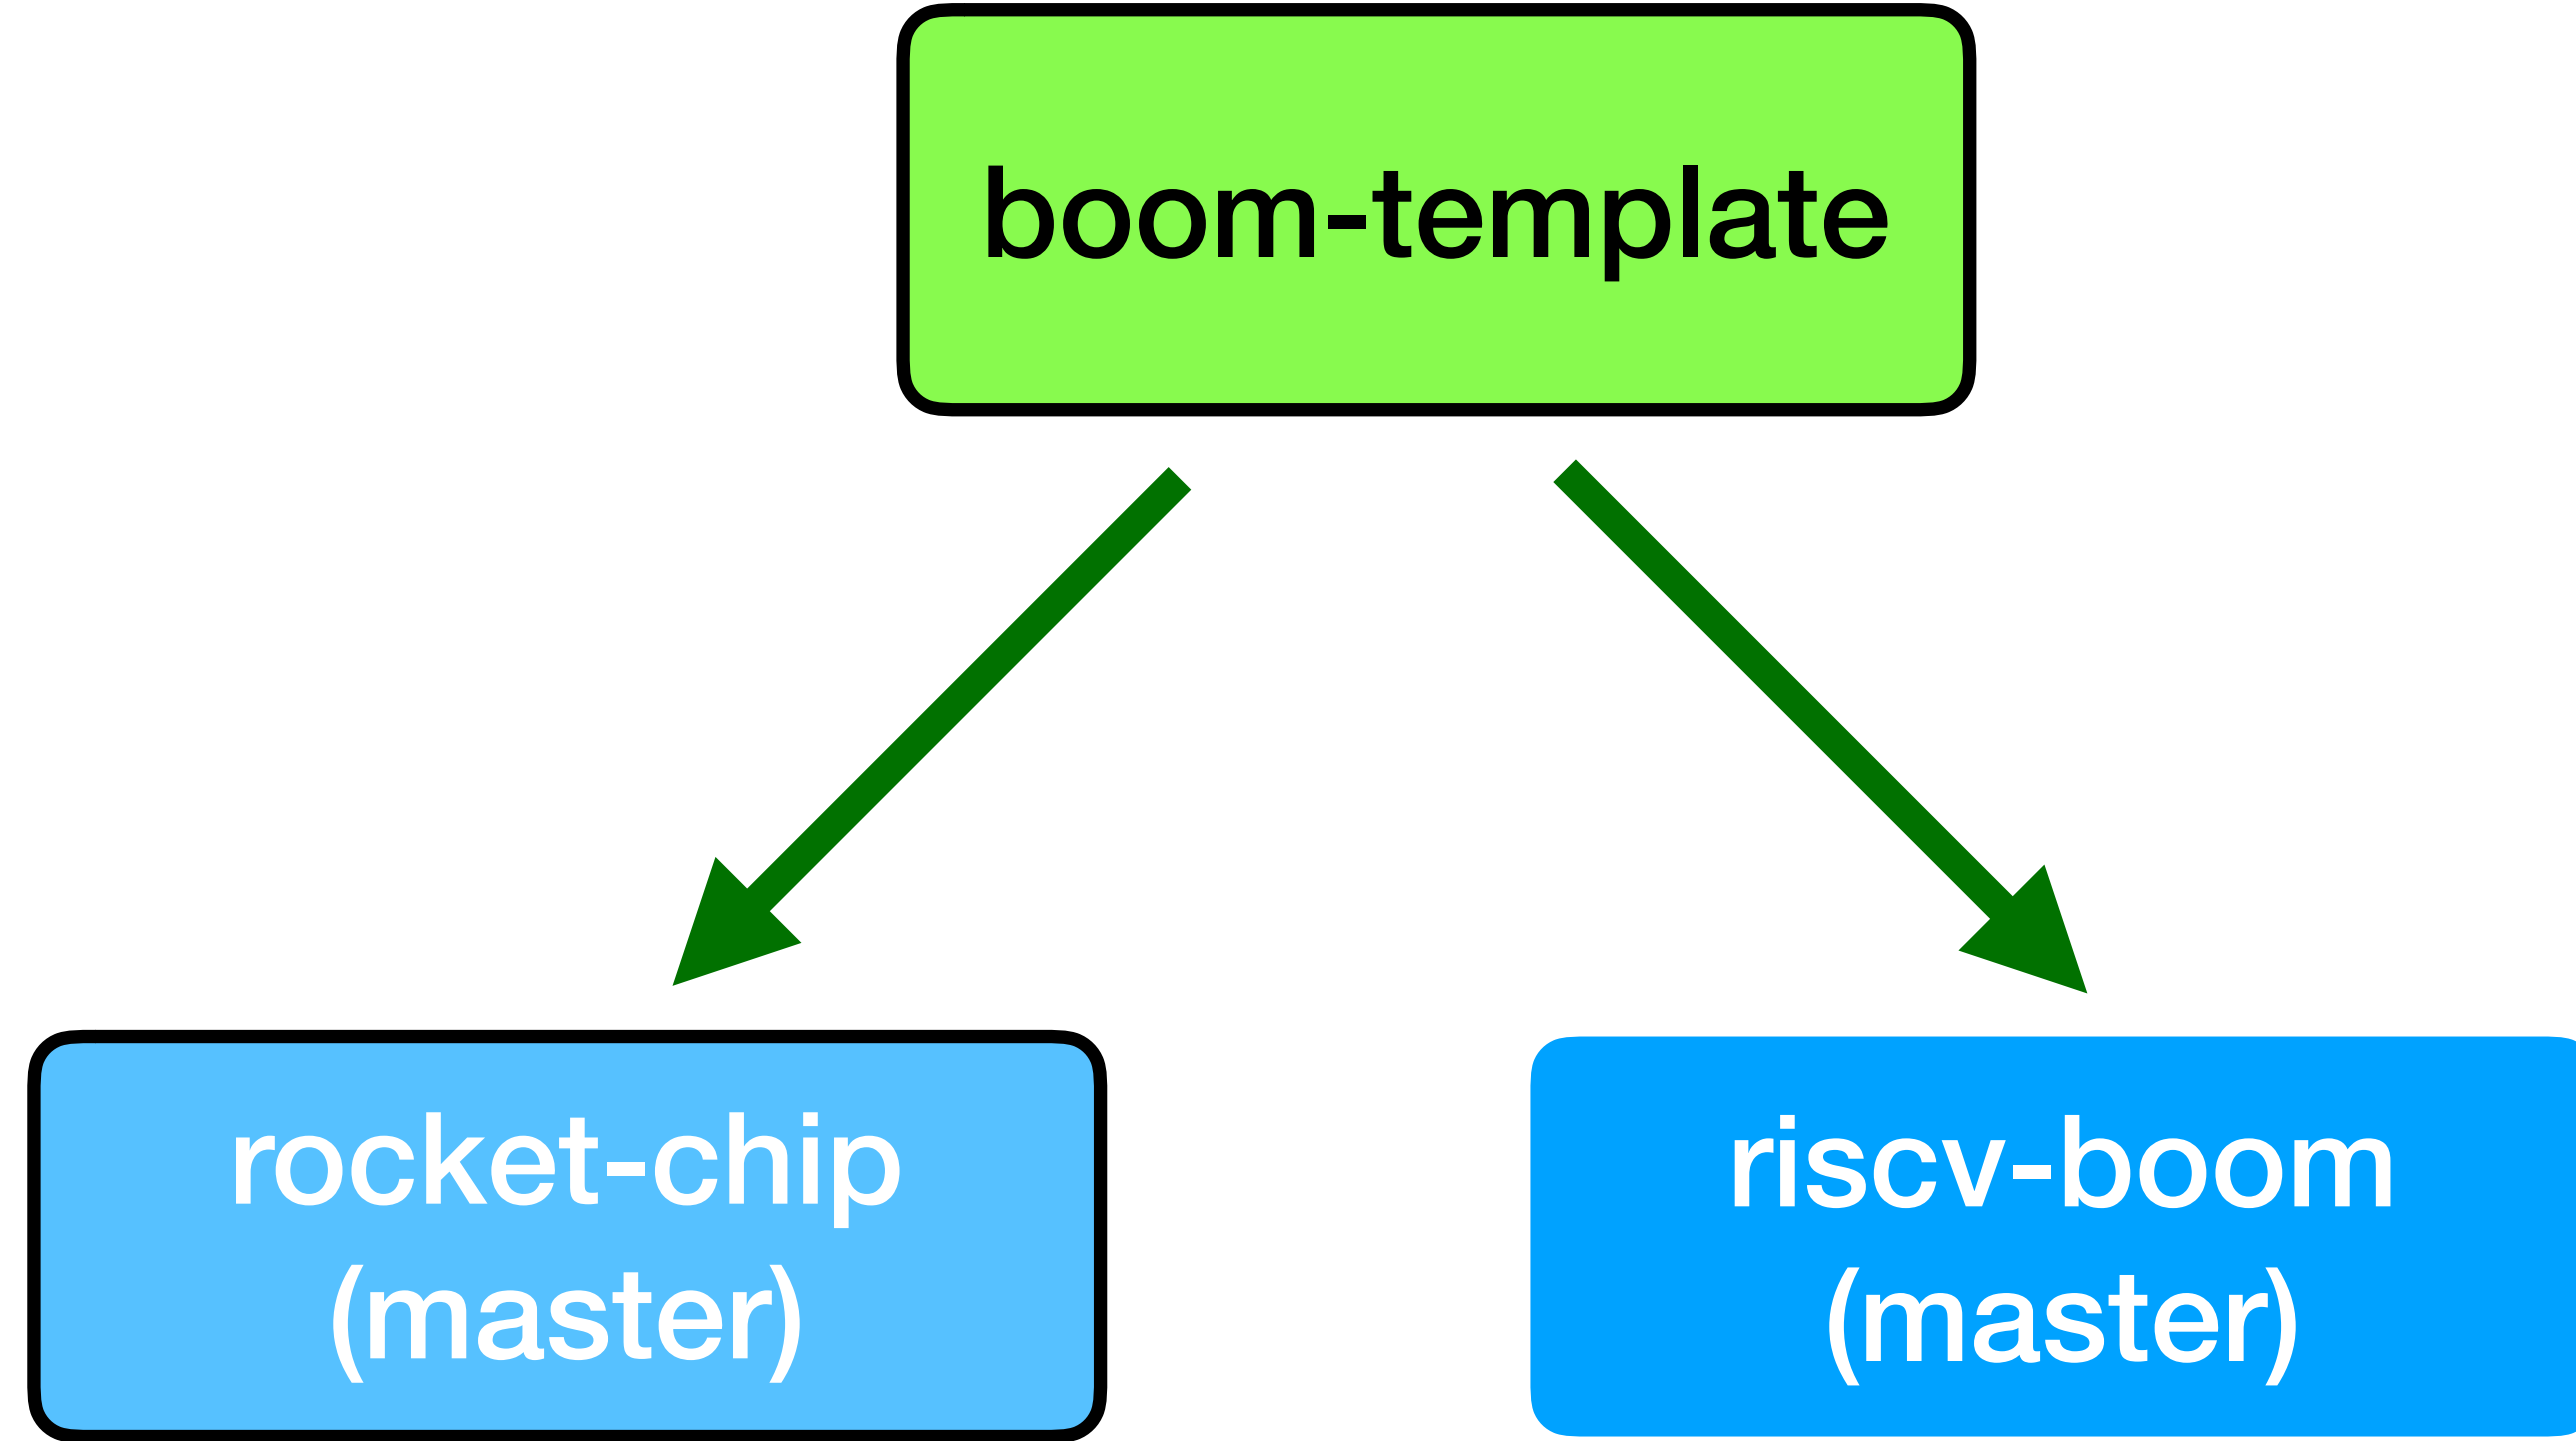 boom-template
rocket-chip
(master)
riscv-boom
(master)